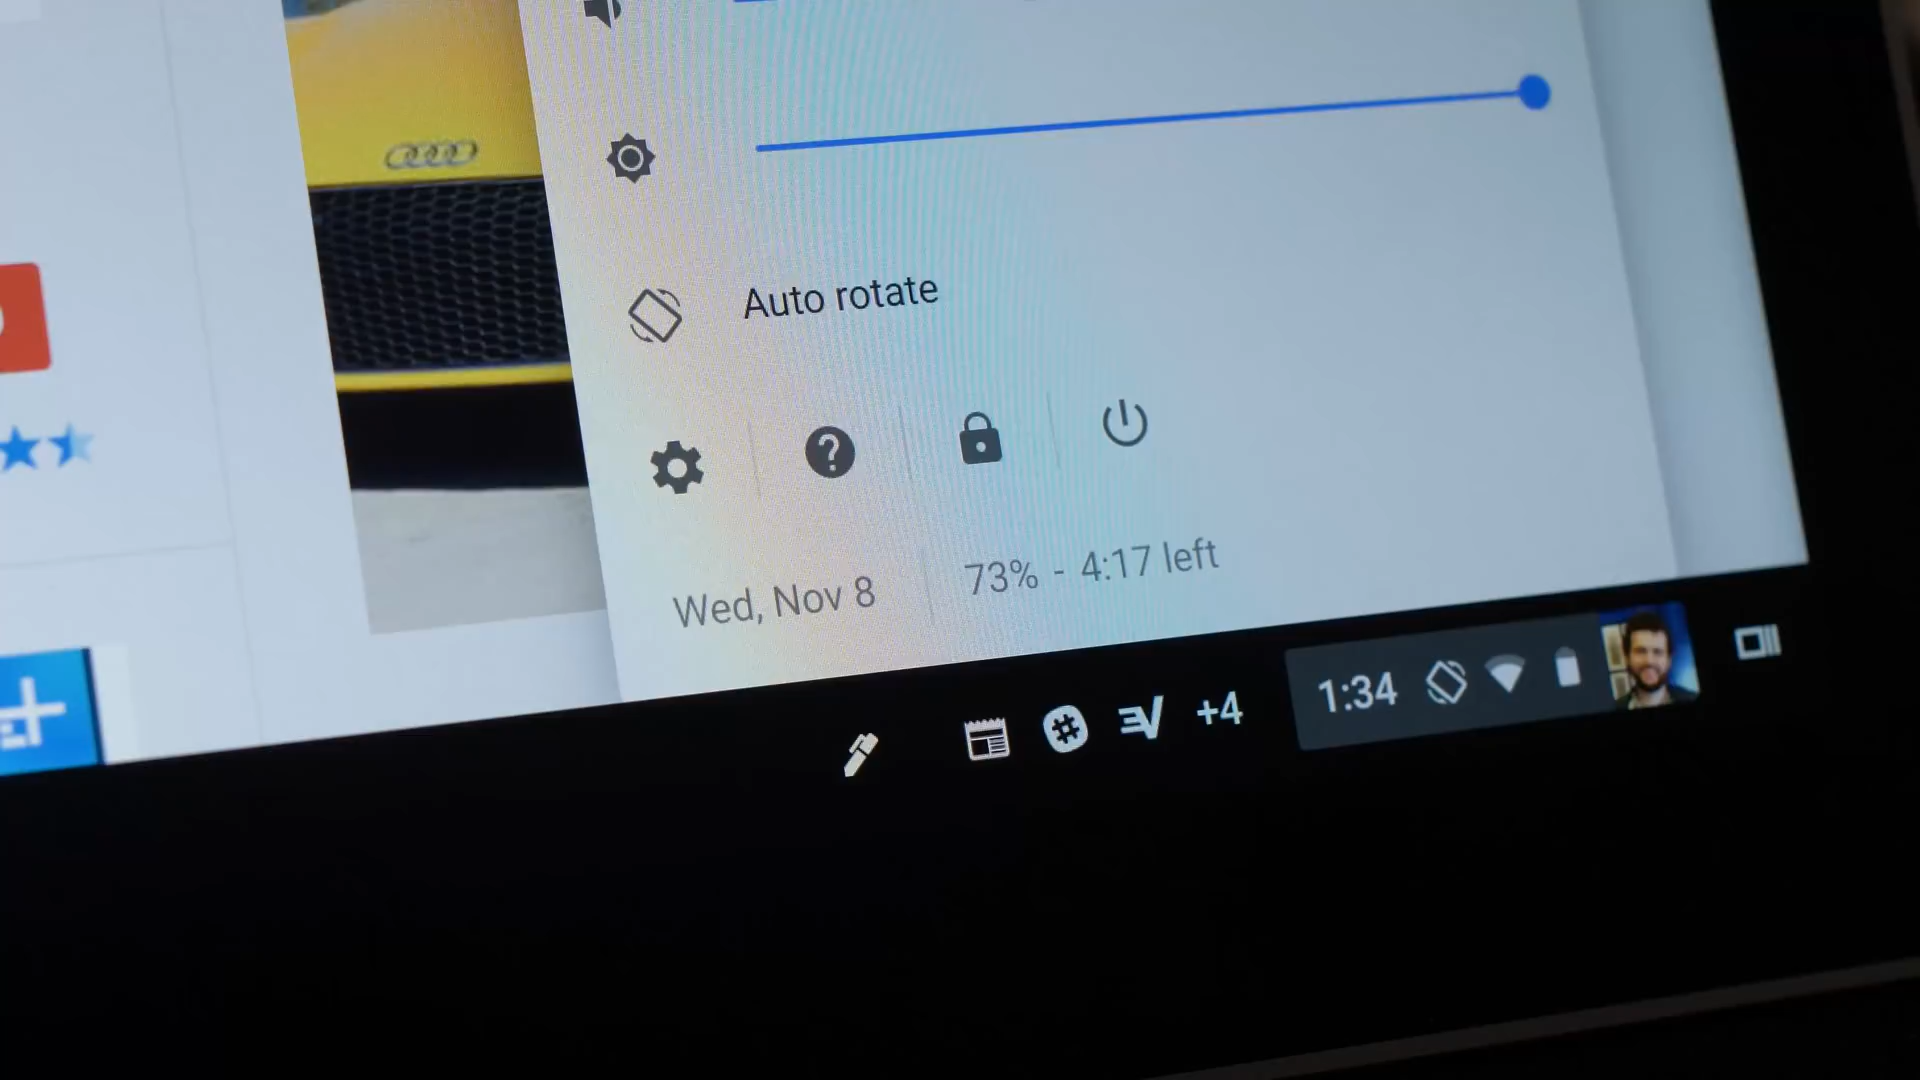 Auto rotate
Wed, Nov 8
73% - 4:17 left
+4
1:34